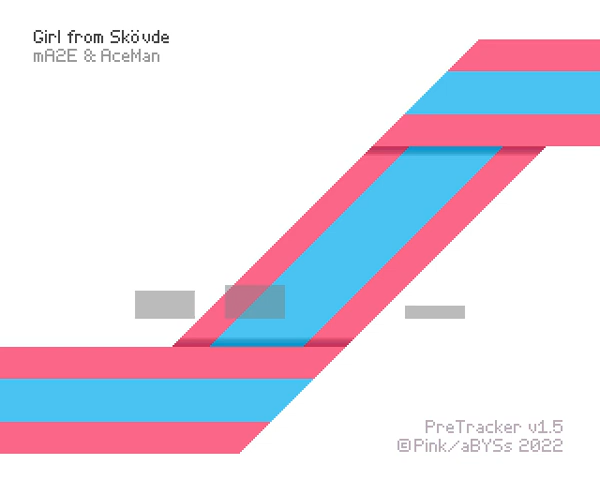 Girl from Skövde
mA2E & AceMan
PreTracker v1.5
©Pink/aBYSs 2022